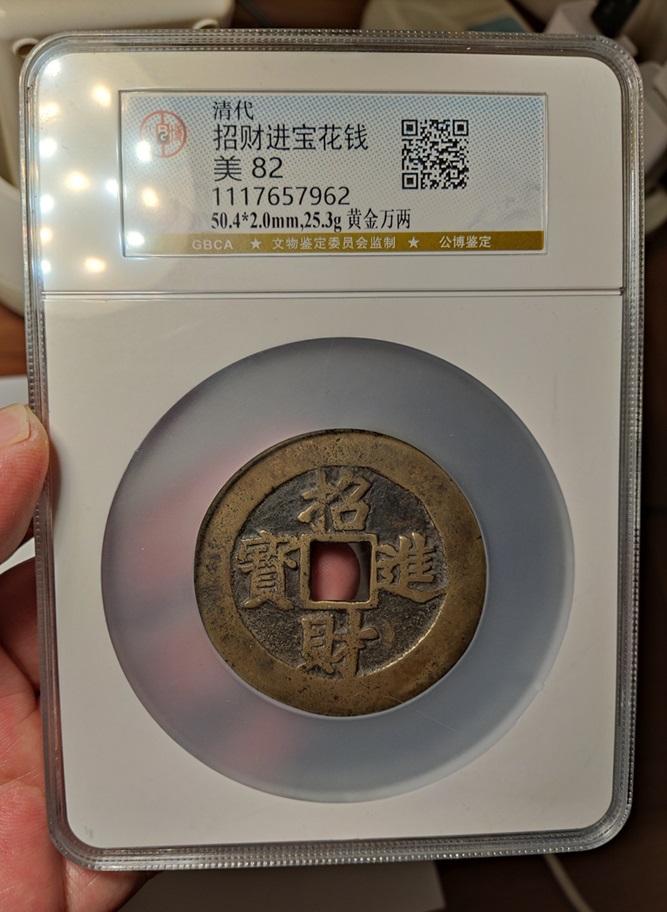 清代
招财进宝花钱
美 82
1117657962
50.4*2.0mm,25.3g 黄金万两
GBCA ★ 文物鉴定委员会监制 ★ 公博鉴定
招
寶 進
財